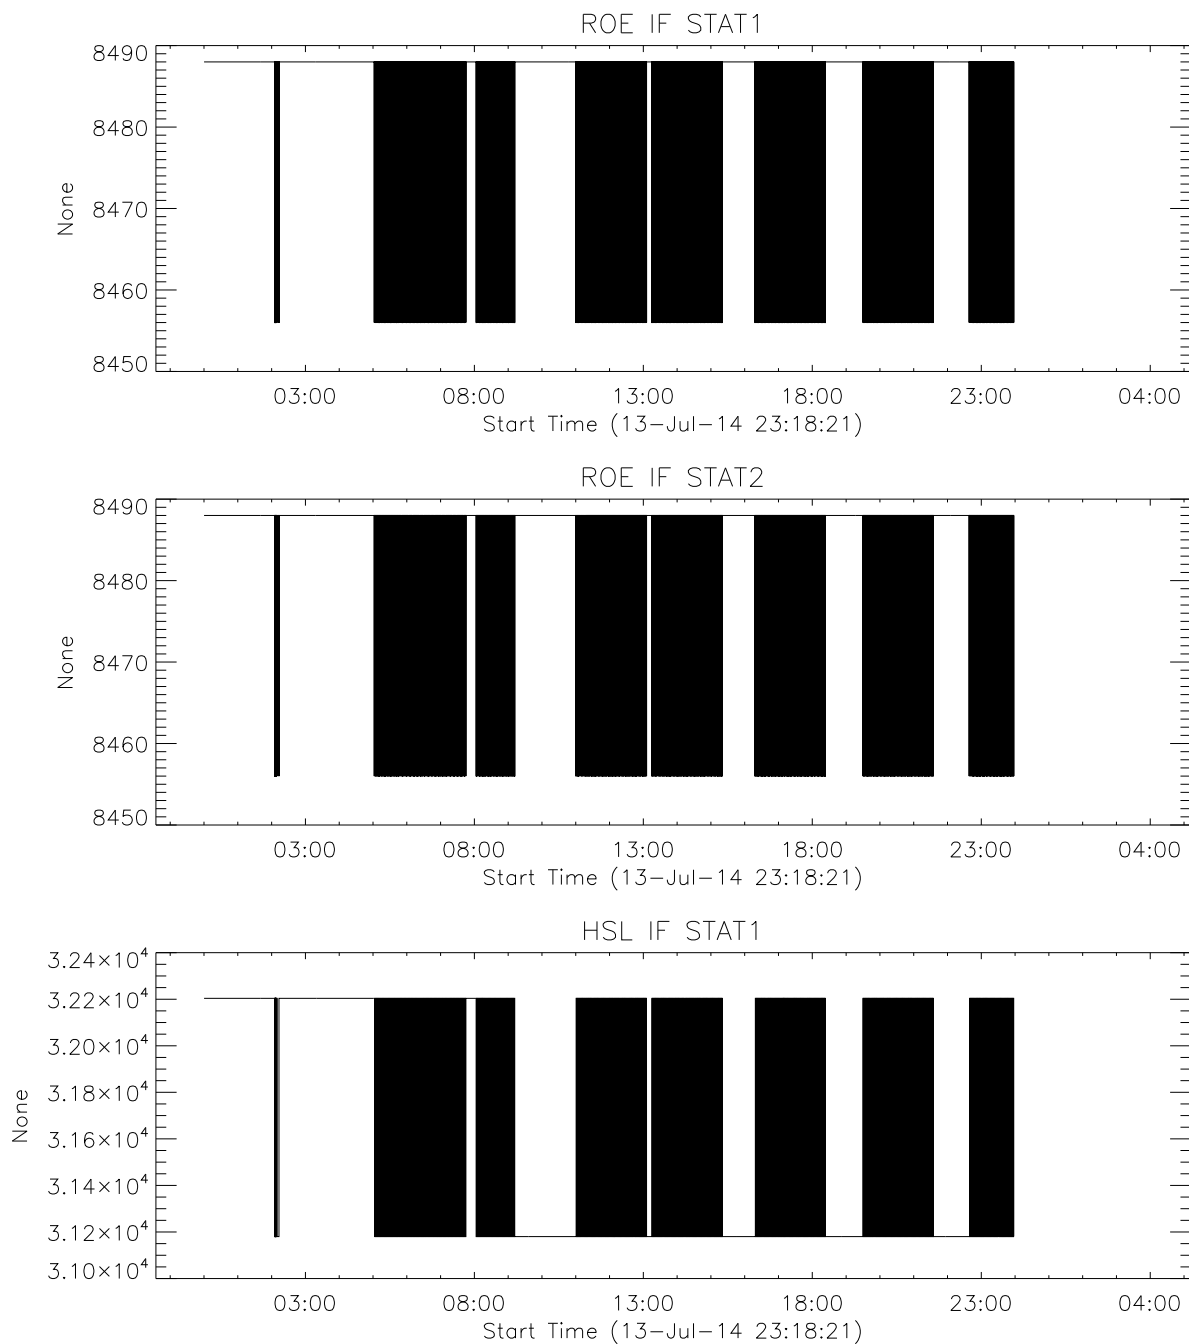 ROE IF STAT1
8490
8480
8470
8460
8450
None
03:00 08:00 13:00 18:00 23:00 04:00
Start Time (13-Jul-14 23:18:21)
ROE IF STAT2
8490
8480
8470
8460
8450
None
03:00 08:00 13:00 18:00 23:00 04:00
Start Time (13-Jul-14 23:18:21)
HSL IF STAT1
3.24×10⁴
3.22×10⁴
3.20×10⁴
3.18×10⁴
3.16×10⁴
3.14×10⁴
3.12×10⁴
3.10×10⁴
None
03:00 08:00 13:00 18:00 23:00 04:00
Start Time (13-Jul-14 23:18:21)